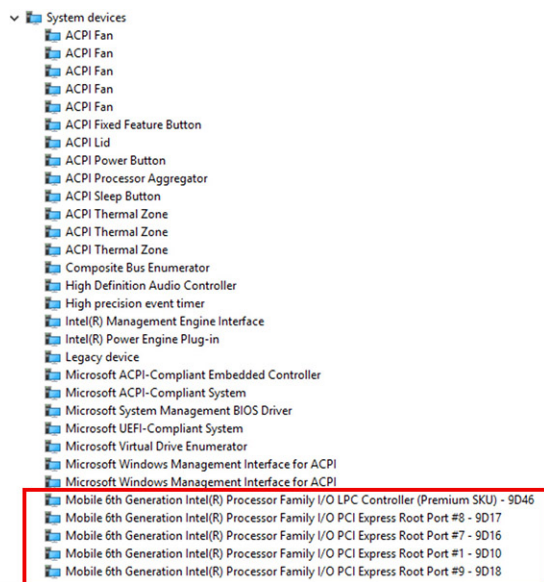 System devices
ACPI Fan
ACPI Fan
ACPI Fan
ACPI Fan
ACPI Fan
ACPI Fixed Feature Button
ACPI Lid
ACPI Power Button
ACPI Processor Aggregator
ACPI Sleep Button
ACPI Thermal Zone
ACPI Thermal Zone
ACPI Thermal Zone
Composite Bus Enumerator
High Definition Audio Controller
High precision event timer
Intel(R) Management Engine Interface
Intel(R) Power Engine Plug-in
Legacy device
Microsoft ACPI-Compliant Embedded Controller
Microsoft ACPI-Compliant System
Microsoft System Management BIOS Driver
Microsoft UEFI-Compliant System
Microsoft Virtual Drive Enumerator
Microsoft Windows Management Interface for ACPI
Microsoft Windows Management Interface for ACPI
Mobile 6th Generation Intel(R) Processor Family I/O LPC Controller (Premium SKU) - 9D46
Mobile 6th Generation Intel(R) Processor Family I/O PCI Express Root Port #8 - 9D17
Mobile 6th Generation Intel(R) Processor Family I/O PCI Express Root Port #7 - 9D16
Mobile 6th Generation Intel(R) Processor Family I/O PCI Express Root Port #1 - 9D10
Mobile 6th Generation Intel(R) Processor Family I/O PCI Express Root Port #9 - 9D18